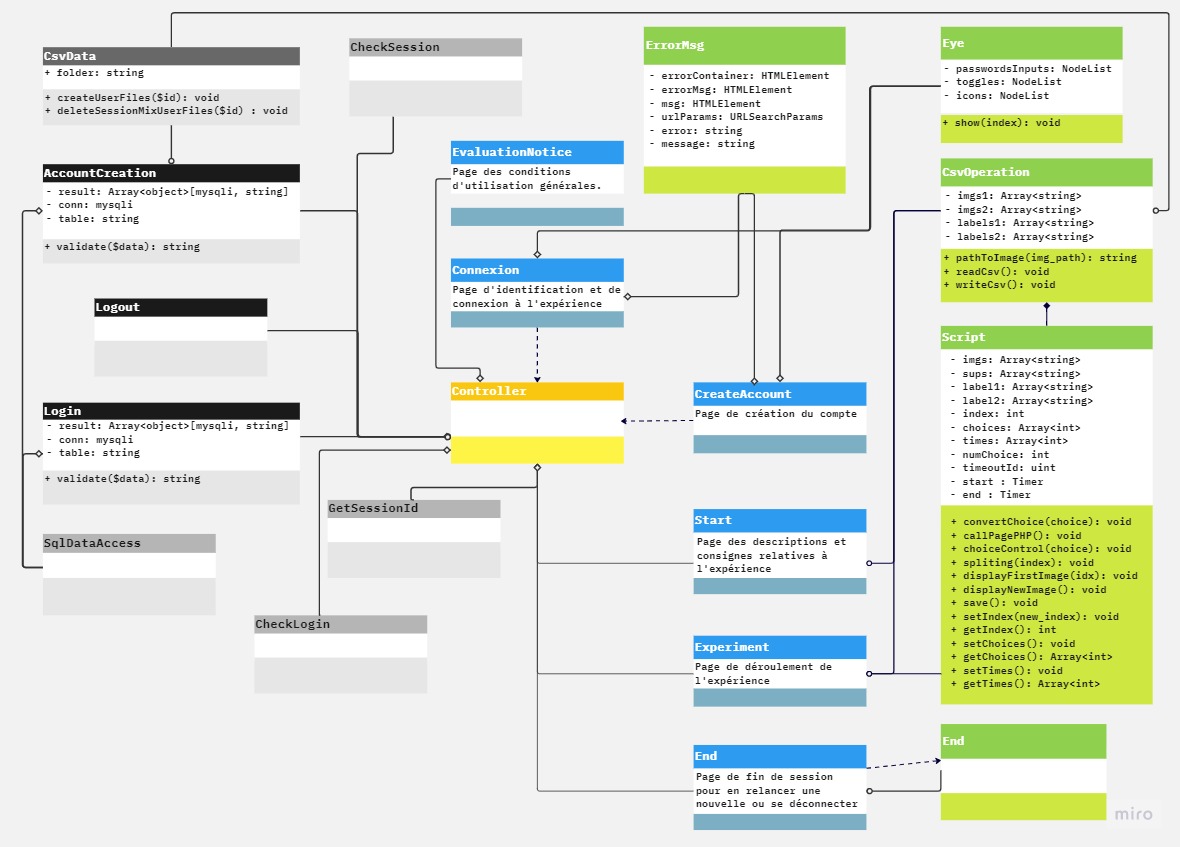 CsvData
+ folder: string
+ createUserFiles($id): void
+ deleteSessionMixUserFiles($id) : void
AccountCreation
- result: Array<object>[mysqli, string]
- conn: mysqli
- table: string
+ validate($data): string
Logout
Login
- result: Array<object>[mysqli, string]
- conn: mysqli
- table: string
+ validate($data): string
SqlDataAccess
CheckSession
EvaluationNotice
Page des conditions
d'utilisation générales.
Connexion
Page d'identification et de
connexion à l'expérience
Controller
GetSessionId
CheckLogin
ErrorMsg
- errorContainer: HTMLElement
- errorMsg: HTMLElement
- msg: HTMLElement
- urlParams: URLSearchParams
- error: string
- message: string
CreateAccount
Page de création du compte
Start
Page des descriptions et
consignes relatives à
l'expérience
Experiment
Page de déroulement de
l'expérience
End
Page de fin de session
pour en relancer une
nouvelle ou se déconnecter
Eye
- passwordsInputs: NodeList
- toggles: NodeList
- icons: NodeList
+ show(index): void
CsvOperation
- imgs1: Array<string>
- imgs2: Array<string>
- labels1: Array<string>
- labels2: Array<string>
+ pathToImage(img_path): string
+ readCsv(): void
+ writeCsv(): void
Script
- imgs: Array<string>
- sups: Array<string>
- label1: Array<string>
- label2: Array<string>
- index: int
- choices: Array<int>
- times: Array<int>
- numChoice: int
- timeoutId: uint
- start : Timer
- end : Timer
+ convertChoice(choice): void
+ callPagePHP(): void
+ choiceControl(choice): void
+ spliting(index): void
+ displayFirstImage(idx): void
+ displayNewImage(): void
+ save(): void
+ setIndex(new_index): void
+ getIndex(): int
+ setChoices(): void
+ getChoices(): Array<int>
+ setTimes(): void
+ getTimes(): Array<int>
End
miro